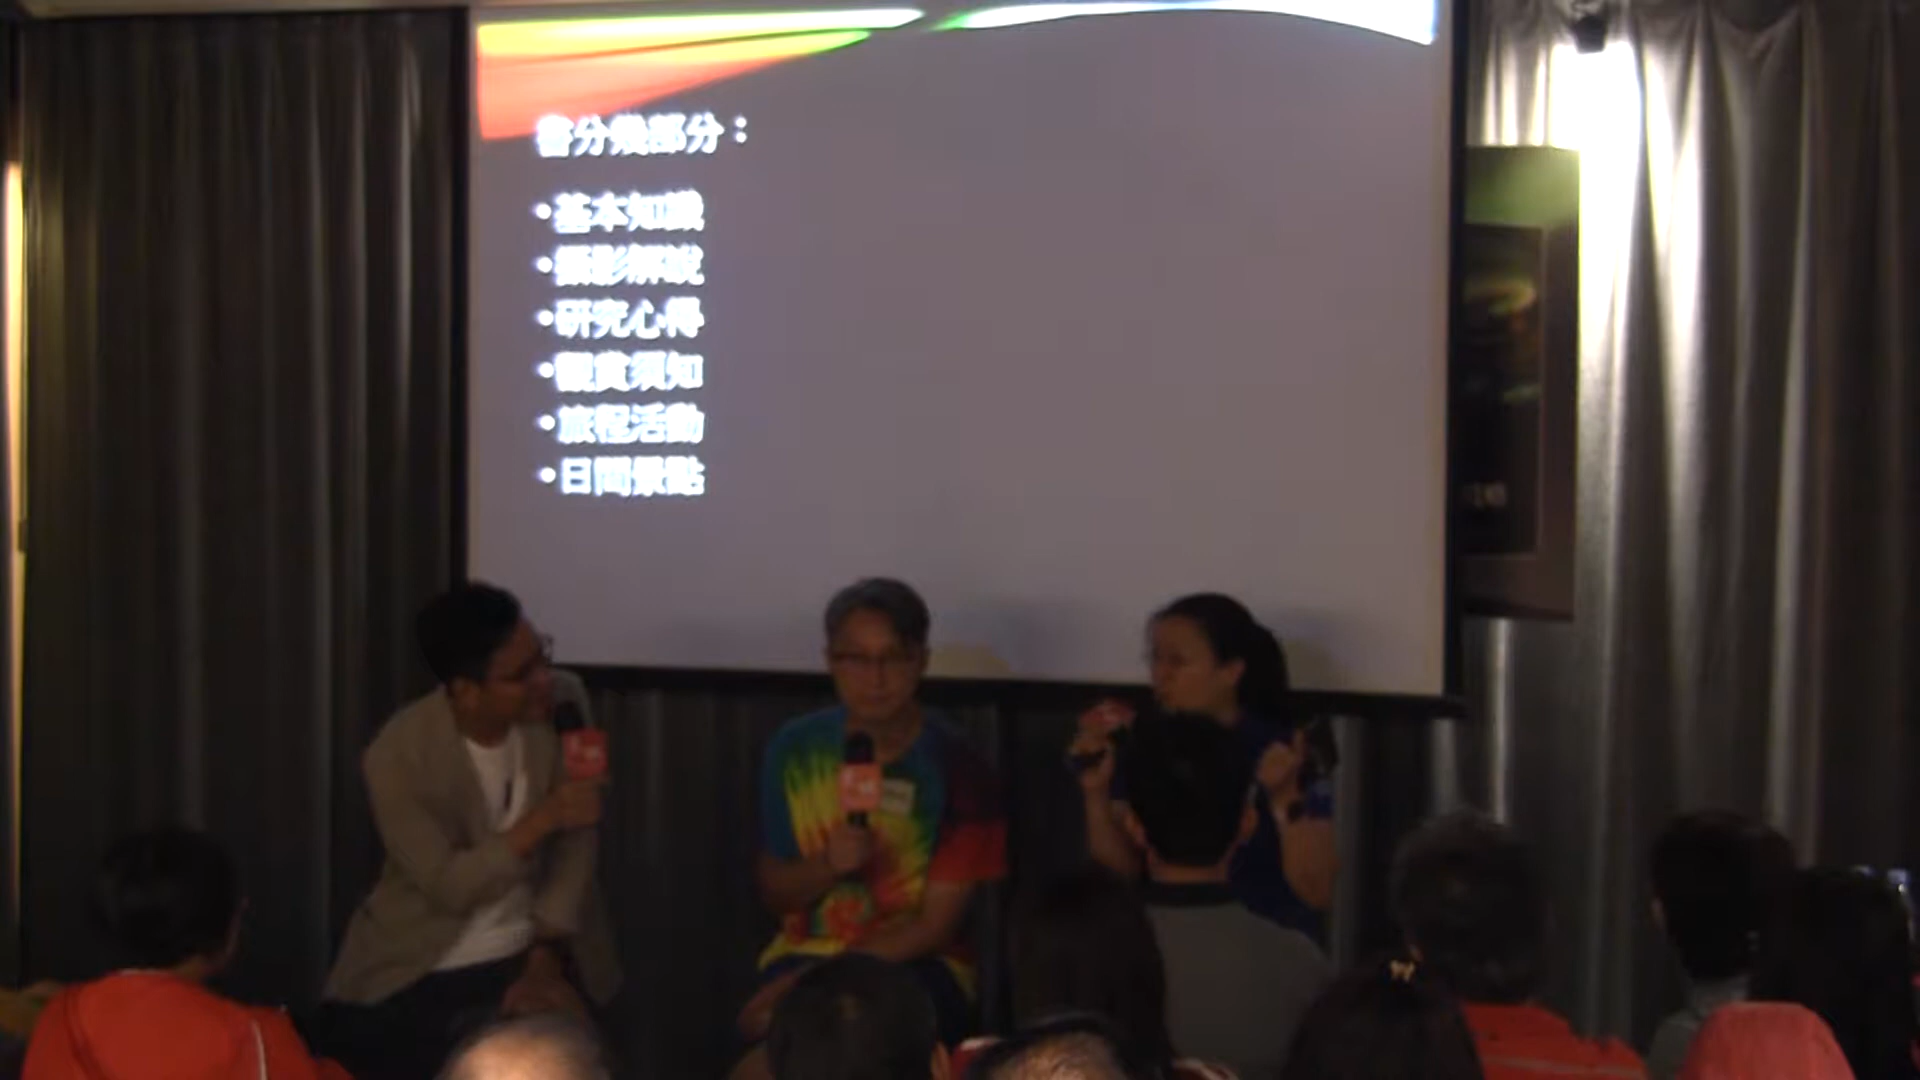 書分幾部分：
•基本知識
•攝影解說
•研究心得
•觀賞須知
•旅程活動
•日間景點